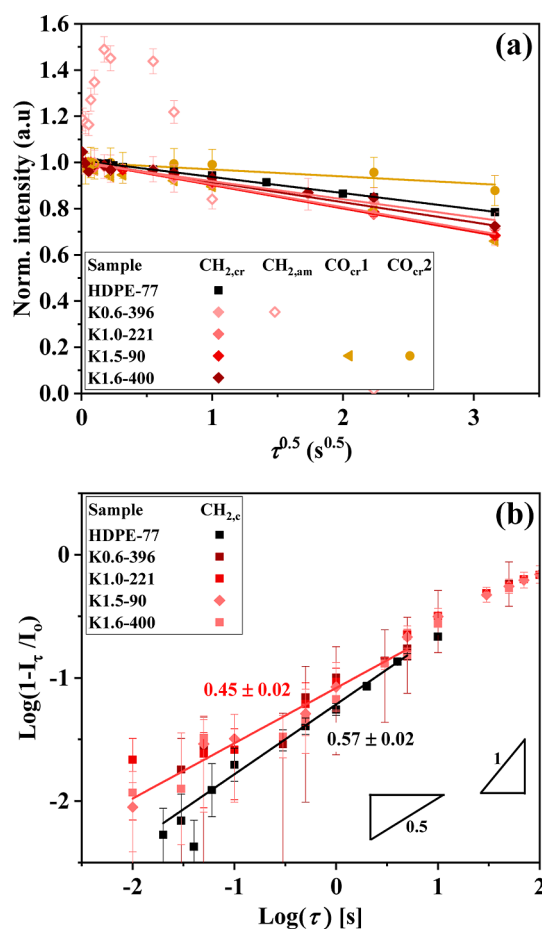 (a)
Norm. intensity (a.u)
1.6
1.4
1.2
1.0
0.8
0.6
0.4
0.2
0.0
Sample CH2,cr CH2,am COcr1 COcr2
HDPE-77
K0.6-396
K1.0-221
K1.5-90
K1.6-400
0 1 2 3
τ^0.5 (s^0.5)
(b)
Log(1-Iτ /Io)
0
-1
-2
Sample CH2,c
HDPE-77
K0.6-396
K1.0-221
K1.5-90
K1.6-400
0.45 ± 0.02
0.57 ± 0.02
1
0.5
-2 -1 0 1 2
Log(τ) [s]